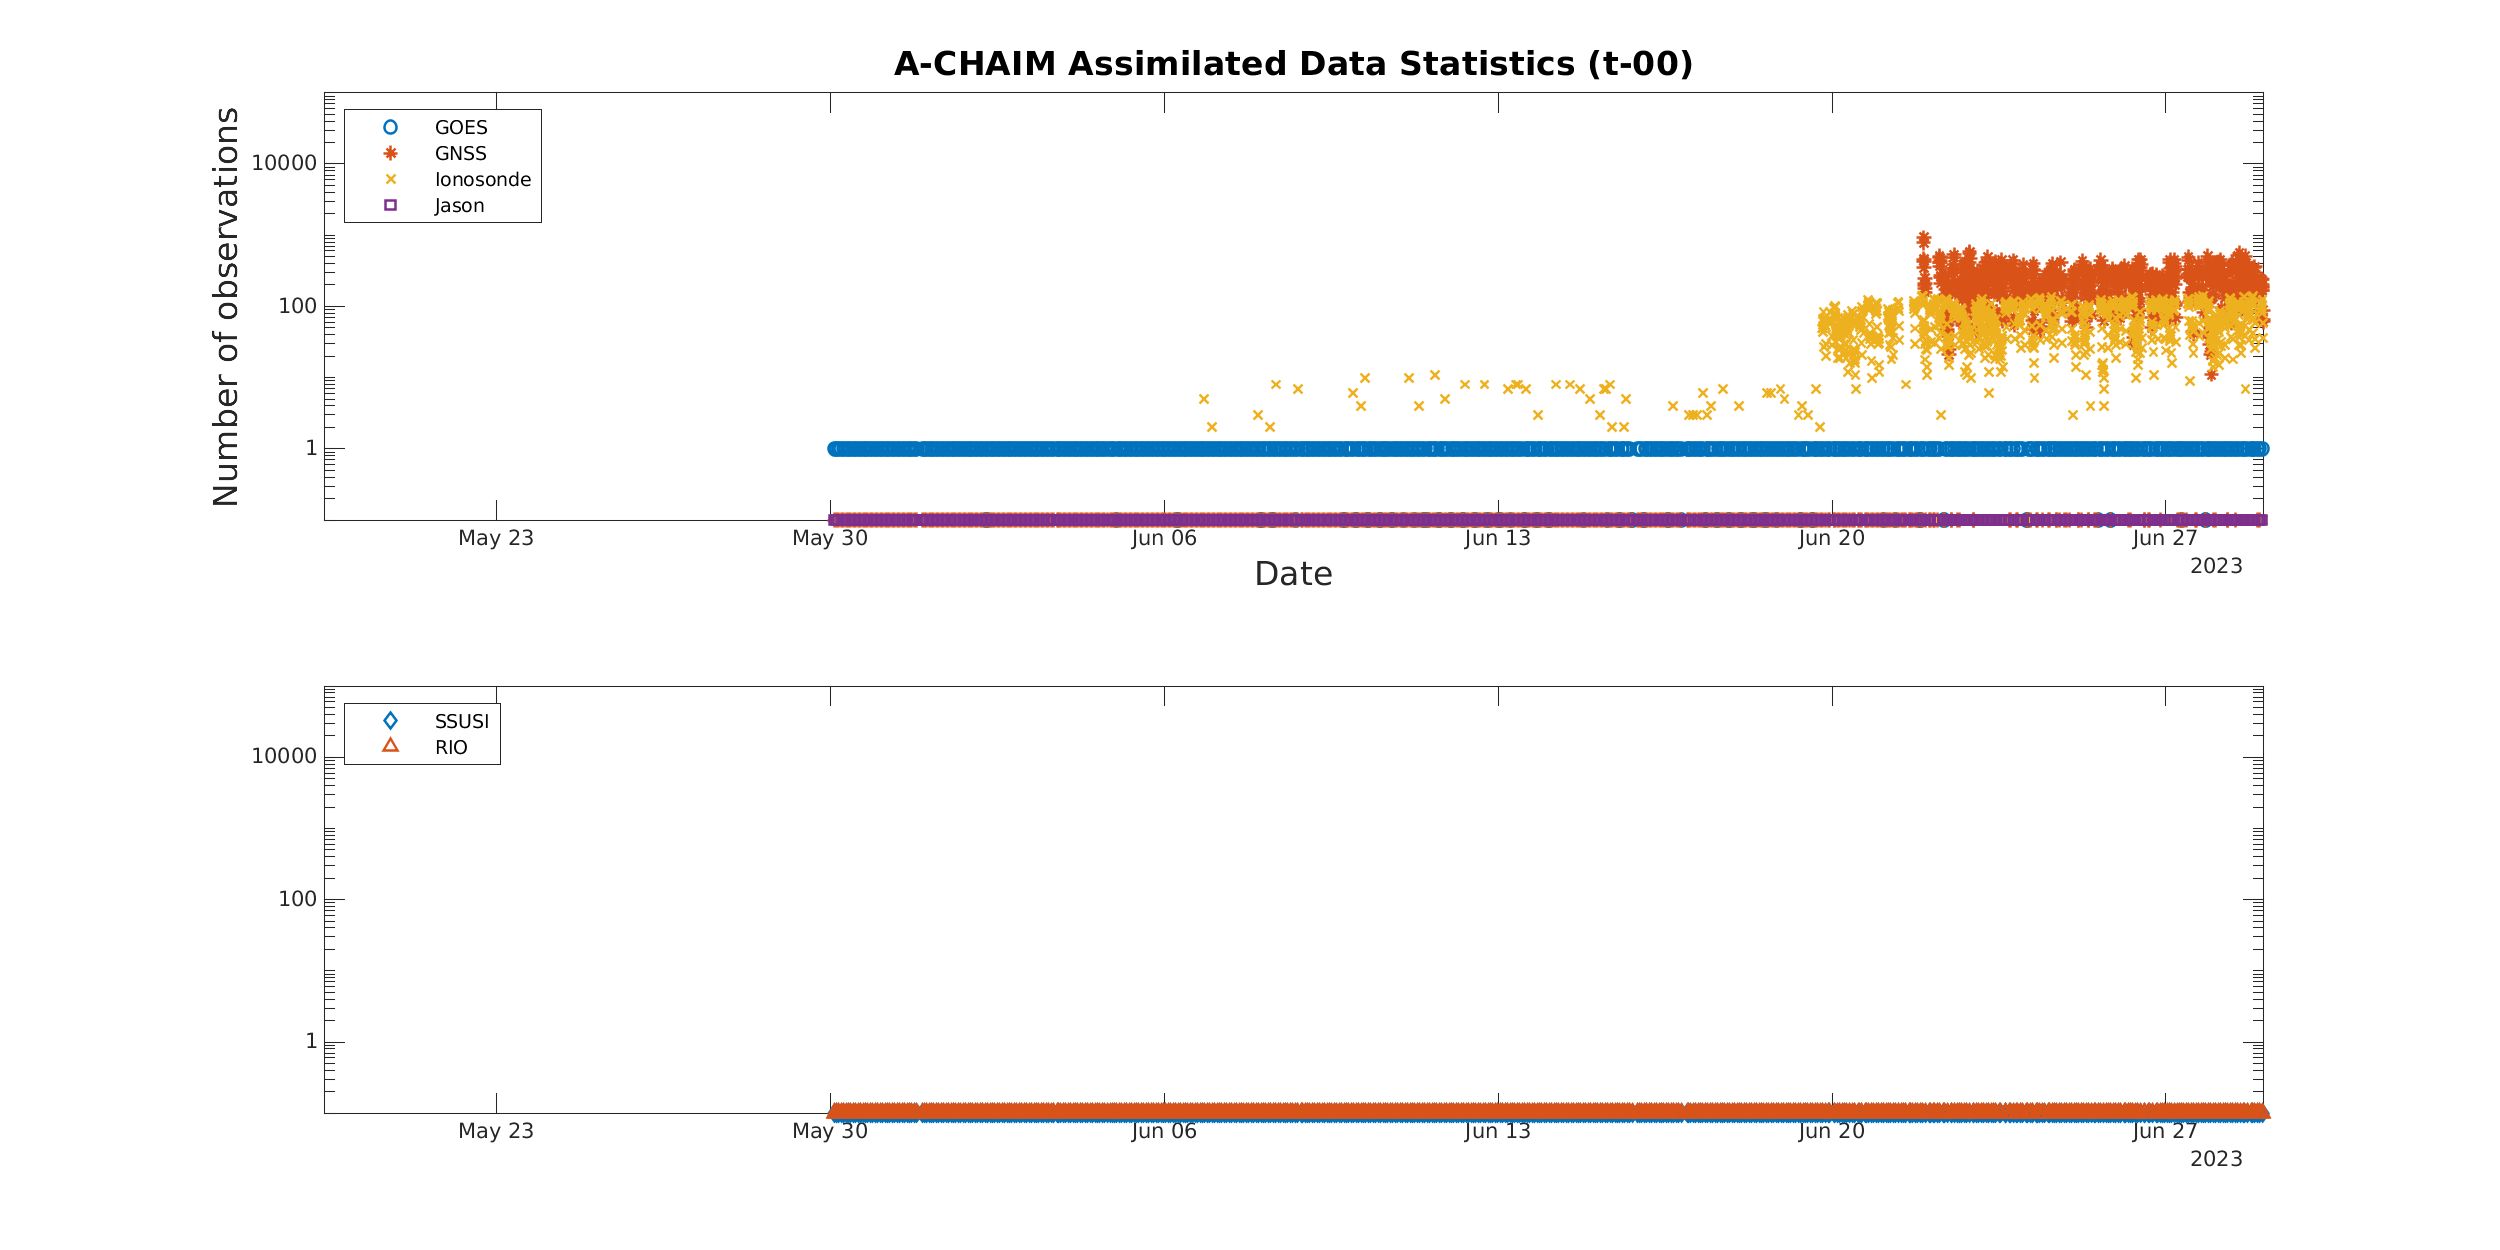 A-CHAIM Assimilated Data Statistics (t-00)
Number of observations
10000
100
1
GOES
GNSS
Ionosonde
Jason
May 23 May 30 Jun 06 Jun 13 Jun 20 Jun 27
2023
Date
10000
100
1
SSUSI
RIO
May 23 May 30 Jun 06 Jun 13 Jun 20 Jun 27
2023